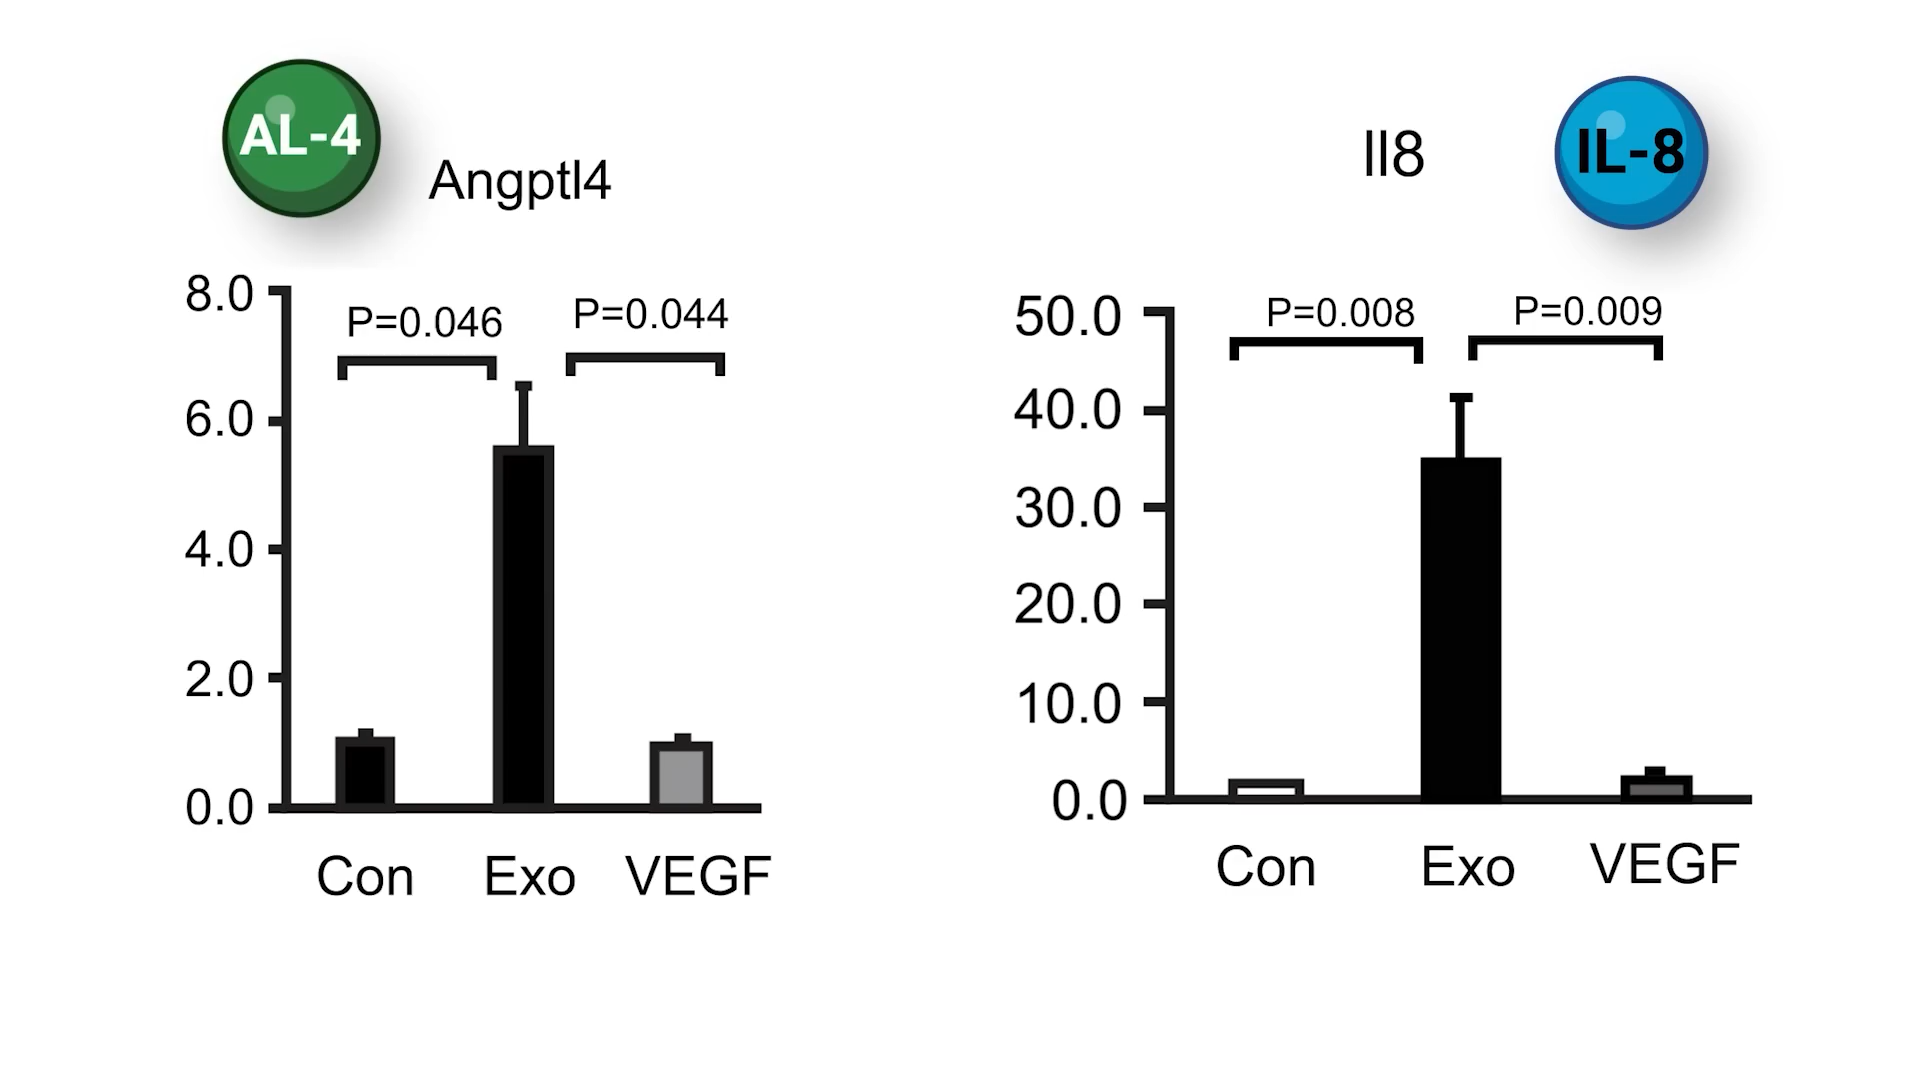 AL-4
Angptl4
8.0
P=0.046
P=0.044
6.0
4.0
2.0
0.0
Con
Exo
VEGF
Il8
IL-8
50.0
P=0.008
P=0.009
40.0
30.0
20.0
10.0
0.0
Con
Exo
VEGF